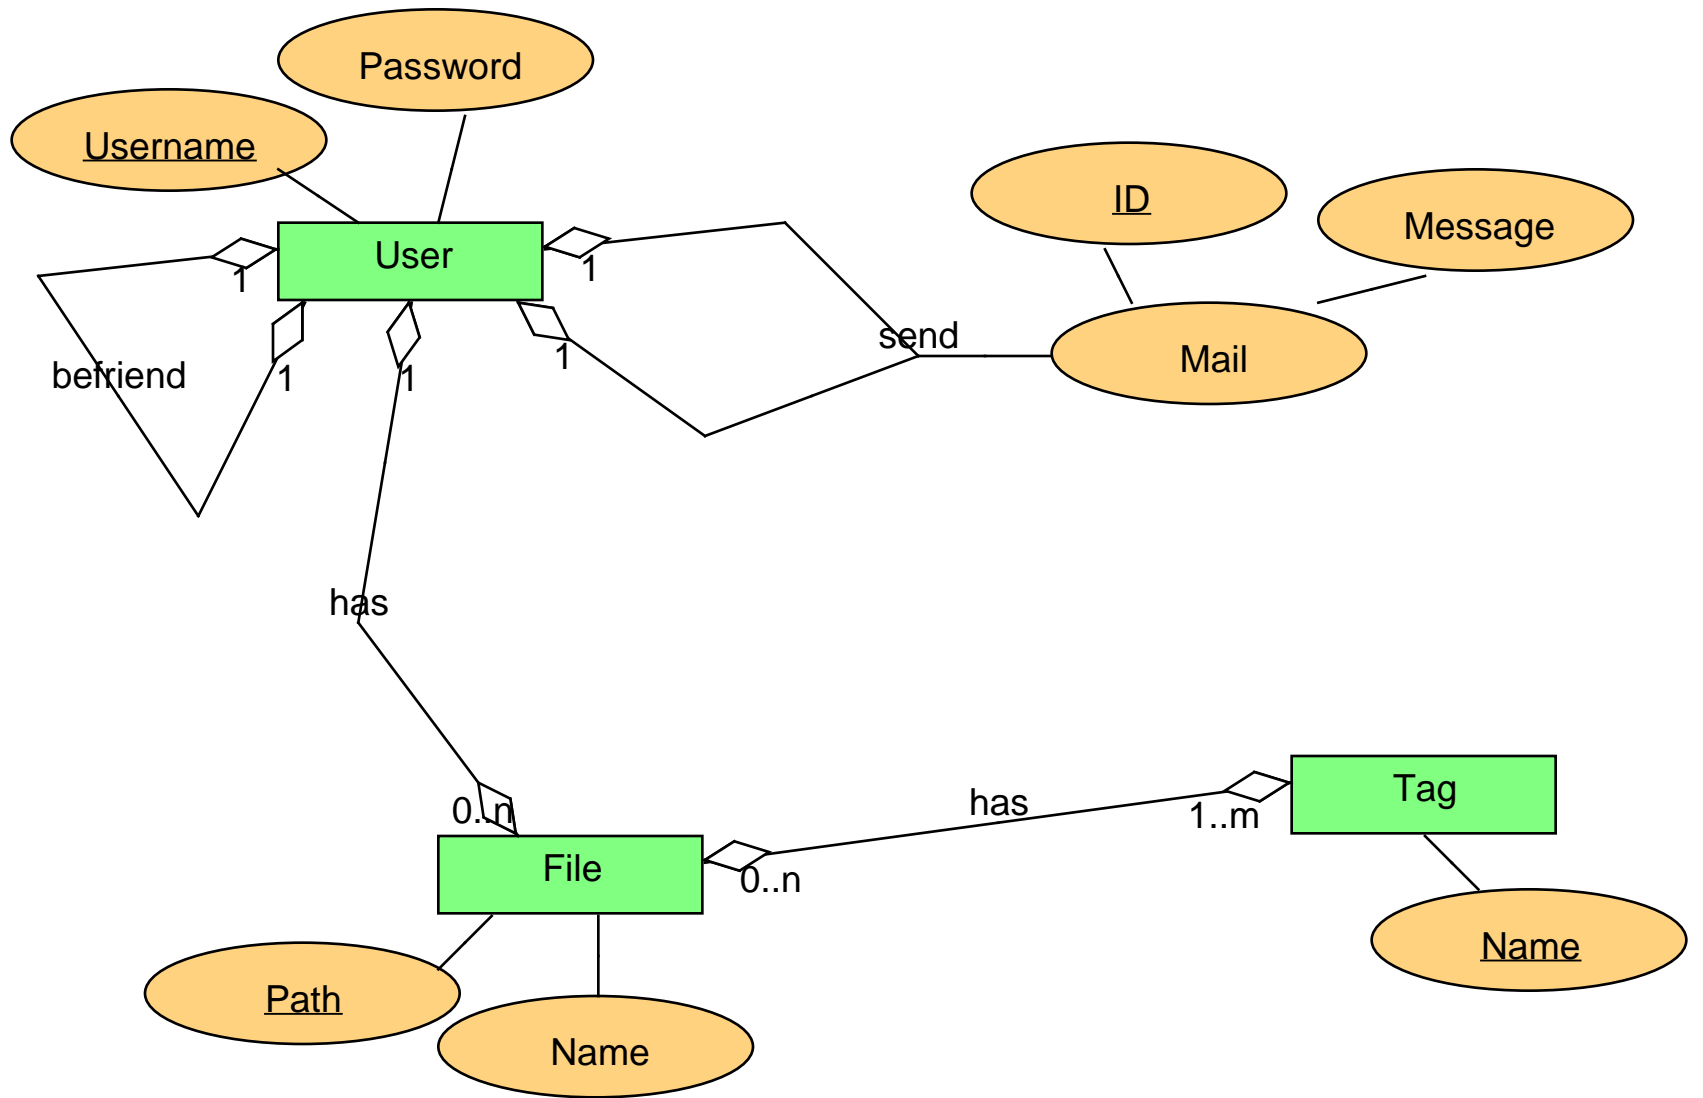 Password
Username
ID
Message
User
1
1
send
Mail
1
befriend
1
1
has
Tag
has
0..n
1..m
File
0..n
Name
Path
Name